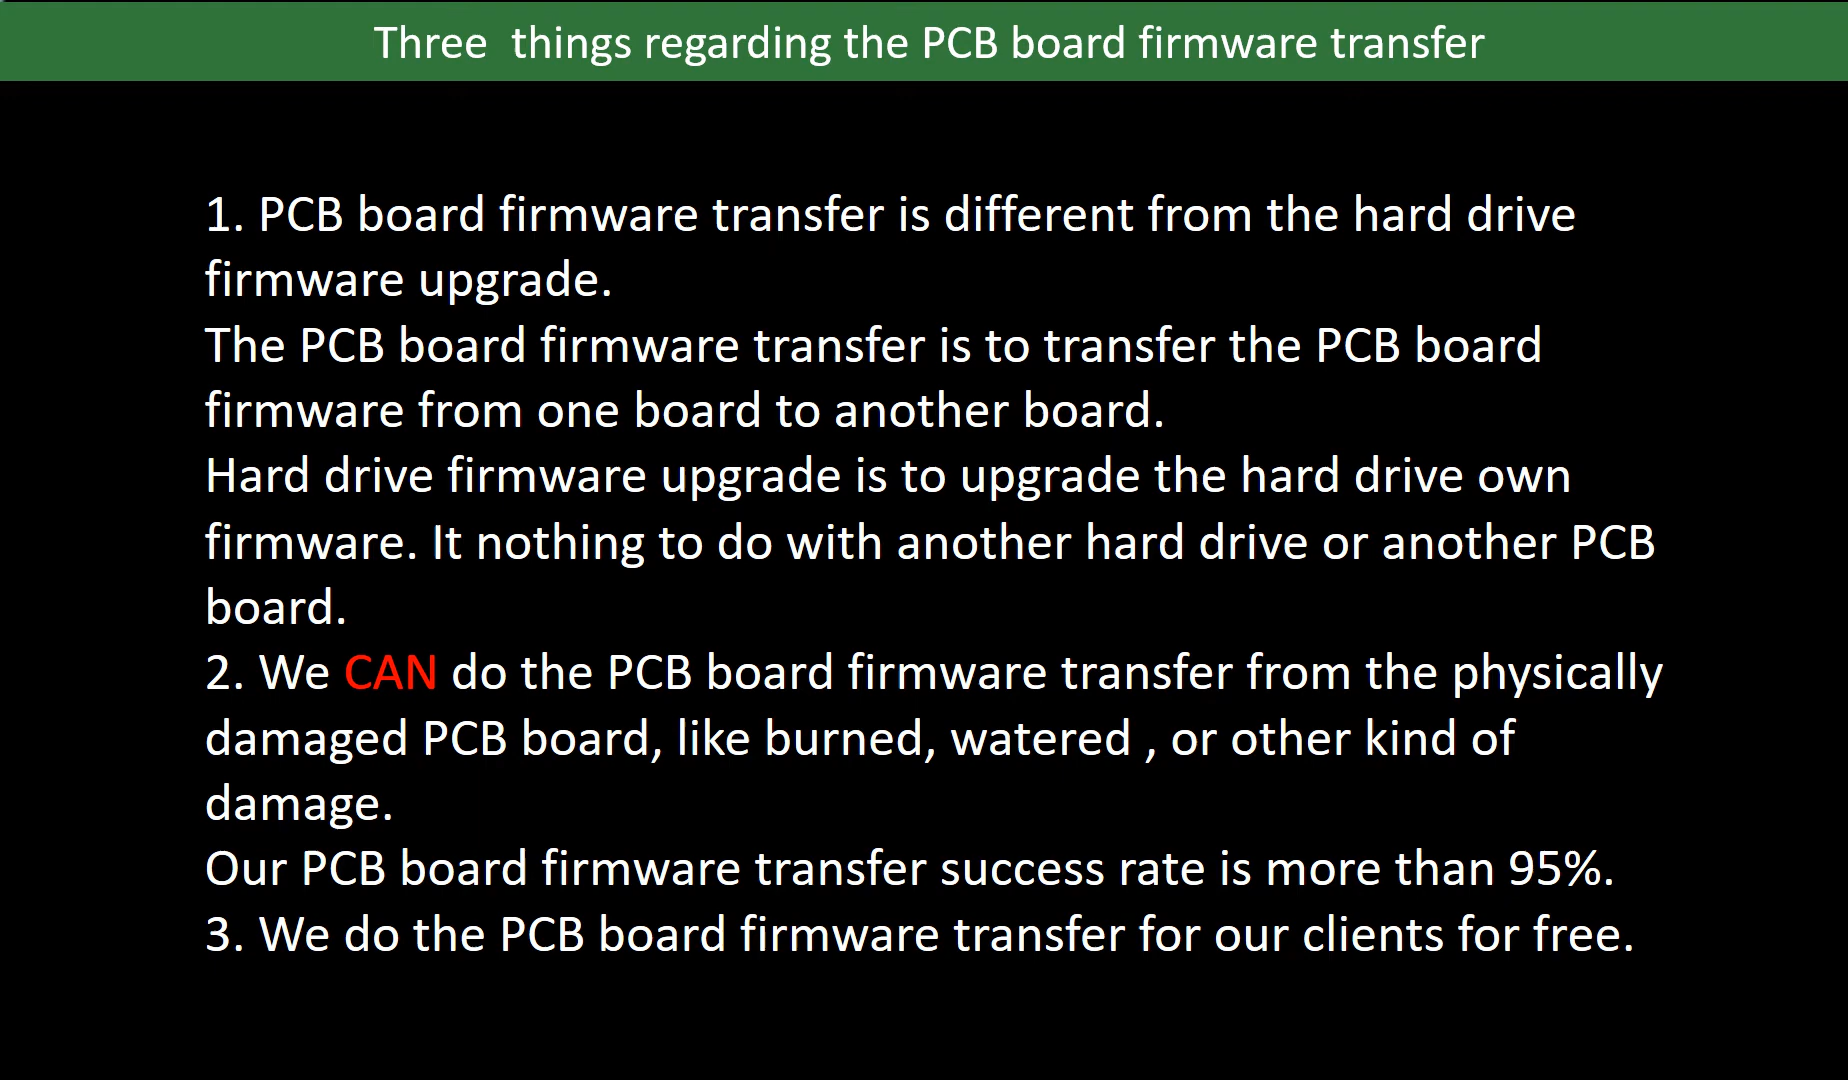 Three  things regarding the PCB board firmware transfer
1. PCB board firmware transfer is different from the hard drive
firmware upgrade.
The PCB board firmware transfer is to transfer the PCB board
firmware from one board to another board.
Hard drive firmware upgrade is to upgrade the hard drive own
firmware. It nothing to do with another hard drive or another PCB
board.
2. We CAN do the PCB board firmware transfer from the physically
damaged PCB board, like burned, watered , or other kind of
damage.
Our PCB board firmware transfer success rate is more than 95%.
3. We do the PCB board firmware transfer for our clients for free.